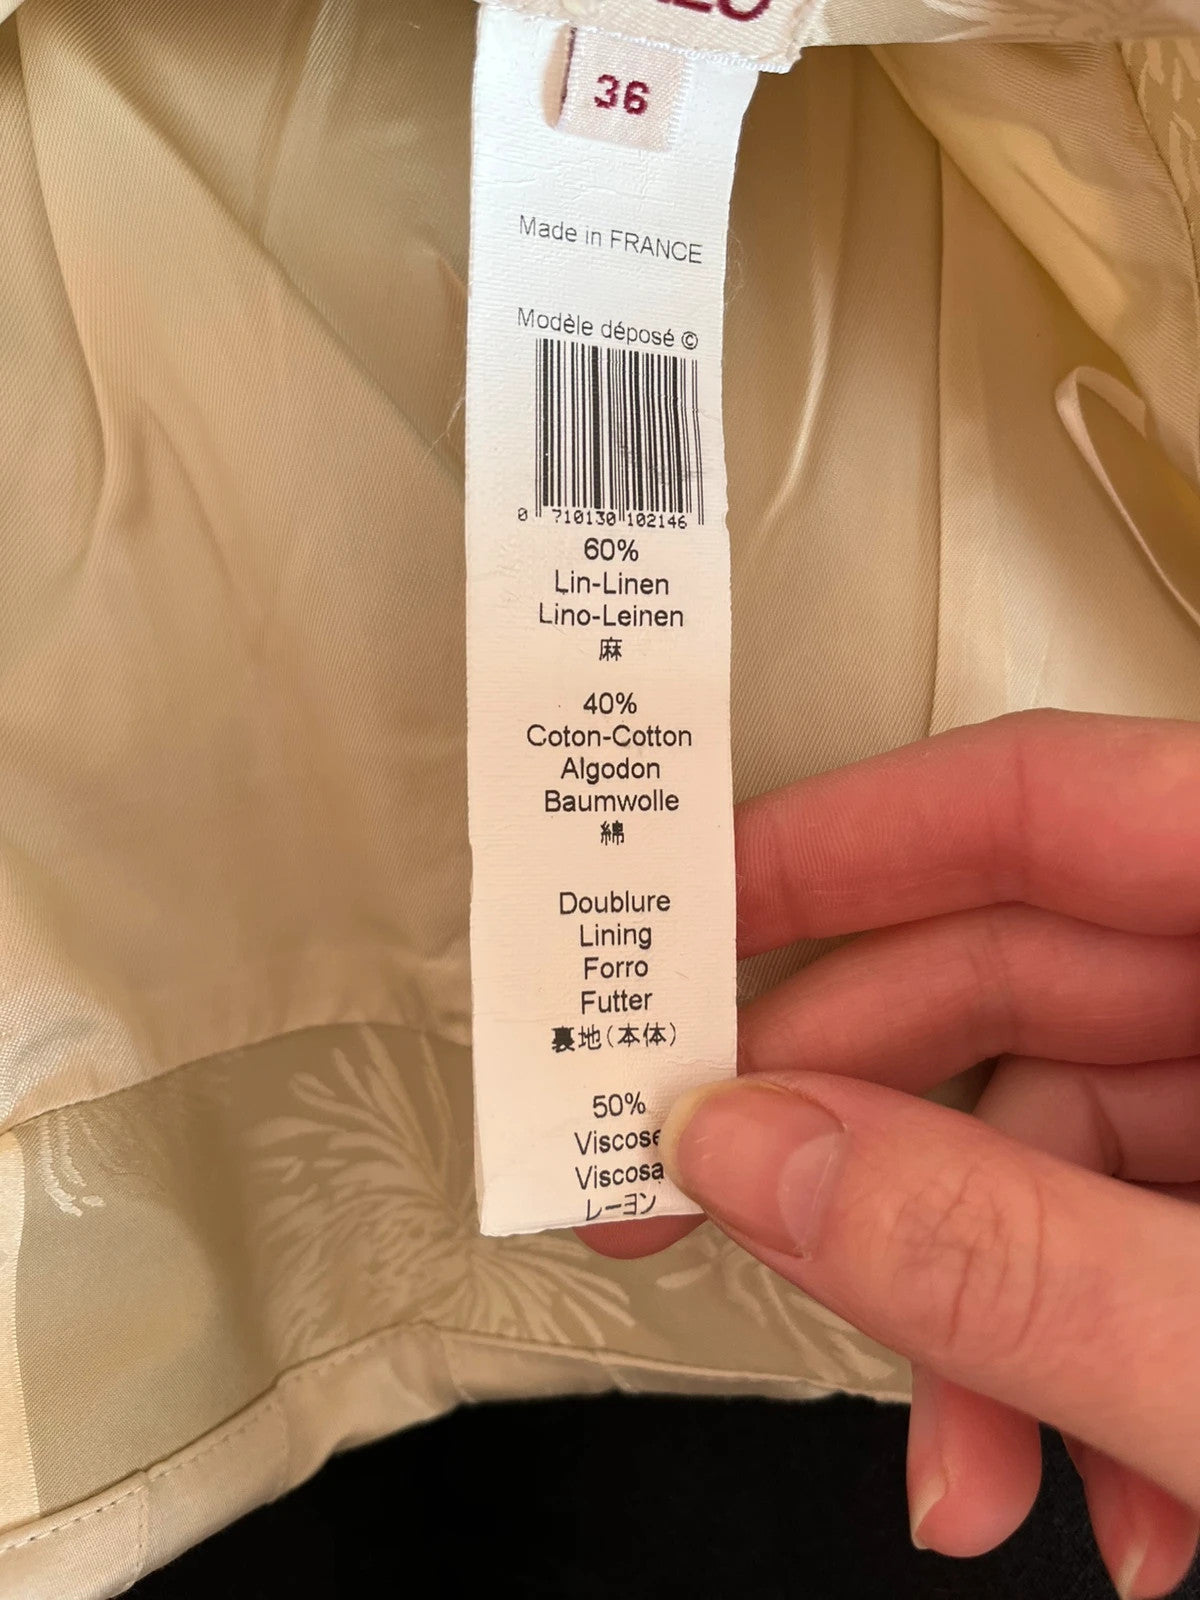 36
Made in FRANCE
Modèle déposé ©
0 710130 102146
60%
Lin-Linen
Lino-Leinen
麻
40%
Coton-Cotton
Algodon
Baumwolle
綿
Doublure
Lining
Forro
Futter
裏地(本体)
50%
Viscose
Viscosa
レーヨン